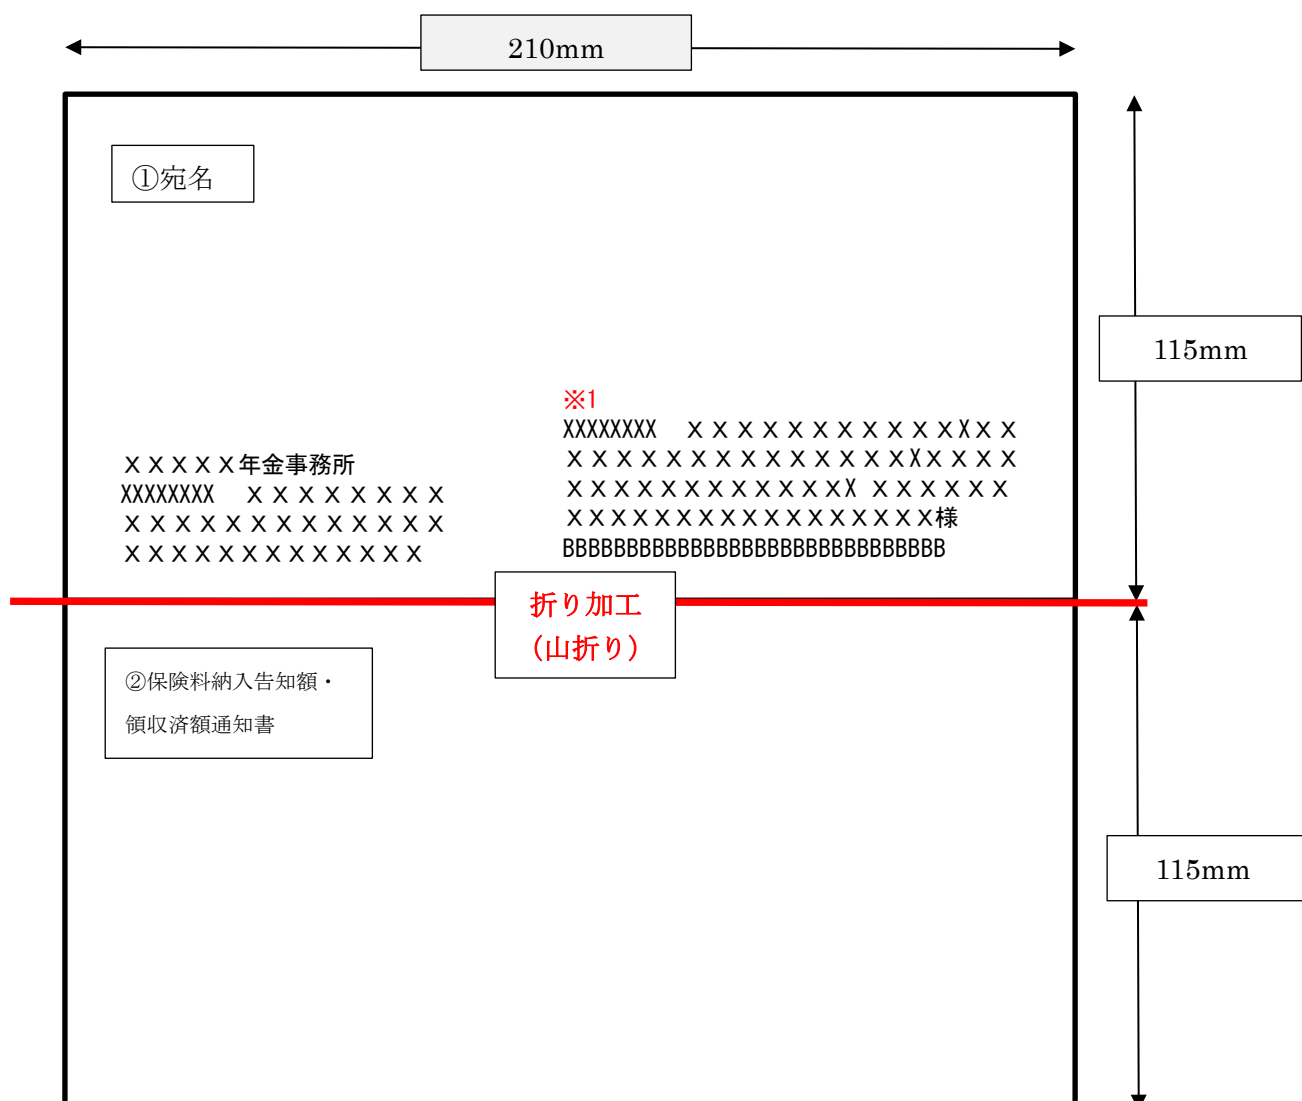 210mm
①宛名
115mm
※1
XXXXXXXX　ＸＸＸＸＸＸＸＸＸＸＸXＸＸ
ＸＸＸＸＸＸＸＸＸＸＸＸＸＸXＸＸＸＸ
ＸＸＸＸＸＸＸＸＸＸＸX ＸＸＸＸＸＸ
ＸＸＸＸＸＸＸＸＸＸＸＸＸＸＸＸＸ様
BBBBBBBBBBBBBBBBBBBBBBBBBBBBBB
ＸＸＸＸＸ年金事務所
XXXXXXXX　ＸＸＸＸＸＸＸＸ
ＸＸＸＸＸＸＸＸＸＸＸＸＸ
ＸＸＸＸＸＸＸＸＸＸＸＸ
折り加工
(山折り)
②保険料納入告知額・
領収済額通知書
115mm